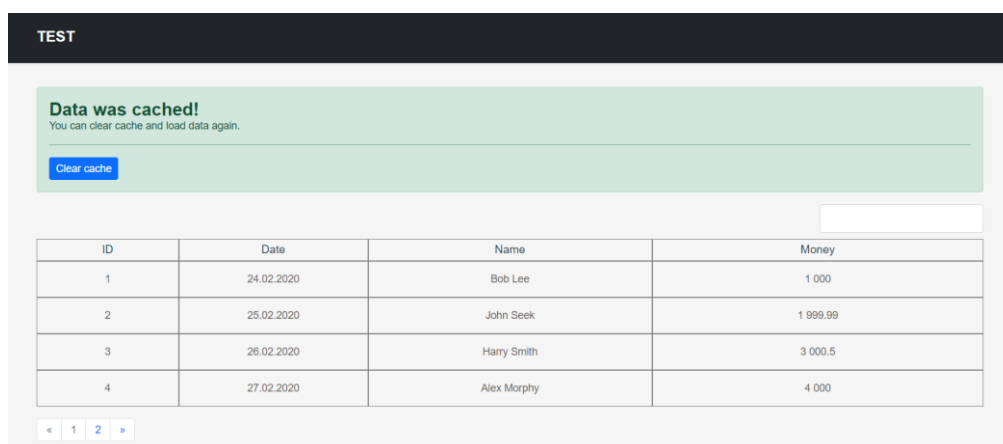 TEST
Data was cached!
You can clear cache and load data again.
Clear cache
ID Date Name Money
1 24.02.2020 Bob Lee 1 000
2 25.02.2020 John Seek 1 999.99
3 26.02.2020 Harry Smith 3 000.5
4 27.02.2020 Alex Morphy 4 000
« 1 2 »